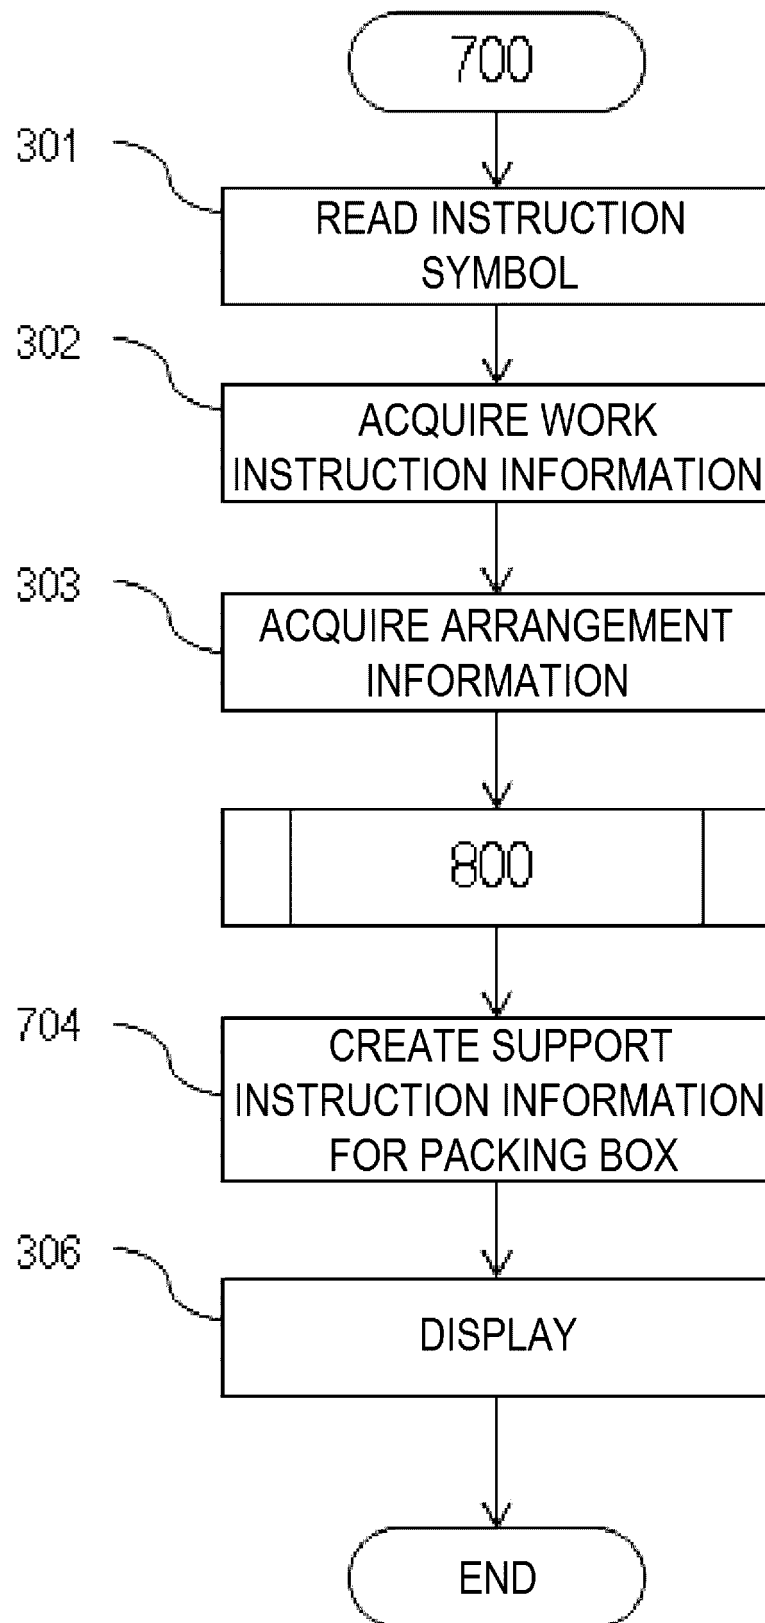 700
301
READ INSTRUCTION
SYMBOL
302
ACQUIRE WORK
INSTRUCTION INFORMATION
303
ACQUIRE ARRANGEMENT
INFORMATION
800
704
CREATE SUPPORT
INSTRUCTION INFORMATION
FOR PACKING BOX
306
DISPLAY
END